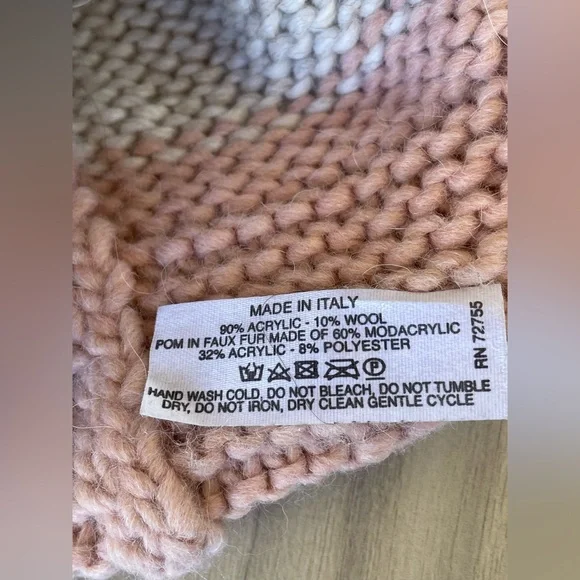 MADE IN ITALY
90% ACRYLIC - 10% WOOL
POM IN FAUX FUR MADE OF 60% MODACRYLIC
32% ACRYLIC - 8% POLYESTER
HAND WASH COLD, DO NOT BLEACH, DO NOT TUMBLE
DRY, DO NOT IRON, DRY CLEAN GENTLE CYCLE
RN 72755